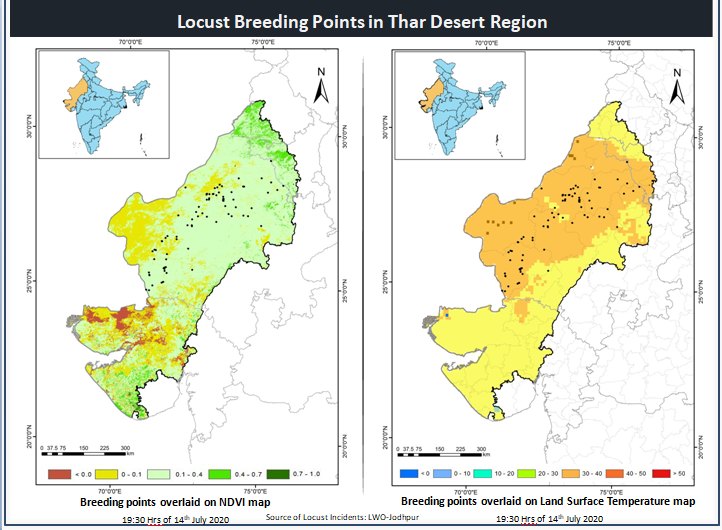 Locust Breeding Points in Thar Desert Region
70°0'0"E 75°0'0"E
70°0'0"E 75°0'0"E
N
N
30°0'0"N
30°0'0"N
30°0'0"N
30°0'0"N
25°0'0"N
25°0'0"N
25°0'0"N
25°0'0"N
20°0'0"N
20°0'0"N
20°0'0"N
20°0'0"N
0 37.5 75 150 225 300
km
0 37.5 75 150 225 300
km
< 0.0 0 - 0.1 0.1 - 0.4 0.4 - 0.7 0.7 - 1.0
< 0 0 - 10 10 - 20 20 - 30 30 - 40 40 - 50 > 50
70°0'0"E 75°0'0"E
70°0'0"E 75°0'0"E
Breeding points overlaid on NDVI map
Breeding points overlaid on Land Surface Temperature map
19:30 Hrs of 14th July 2020
Source of Locust Incidents: LWO-Jodhpur
19:30 Hrs of 14th July 2020